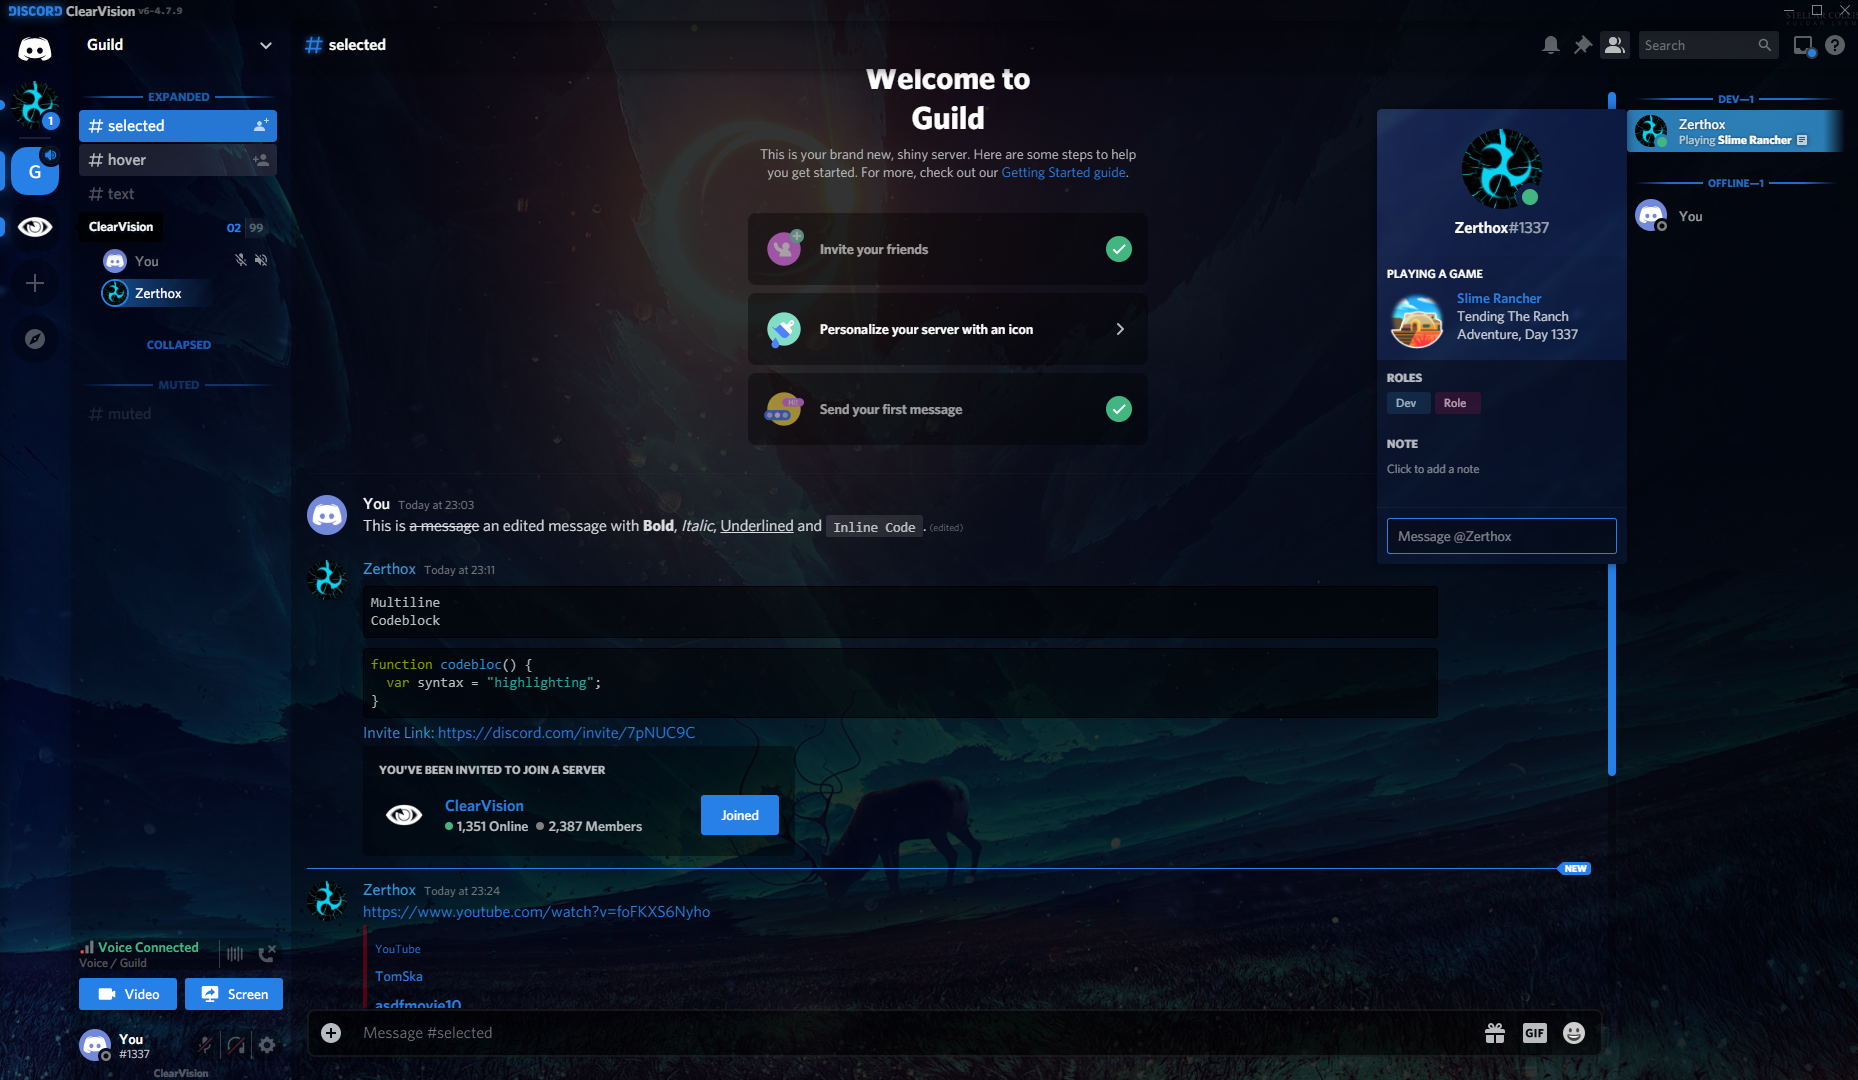 DISCORD ClearVision v6-4.7.9
Guild
EXPANDED
selected
hover
text
ClearVision
02 99
You
Zerthox
COLLAPSED
MUTED
muted
1
G
Voice Connected
Voice / Guild
Video
Screen
You
#1337
ClearVision
# selected
Search
Welcome to
Guild
This is your brand new, shiny server. Here are some steps to help
you get started. For more, check out our Getting Started guide.
Invite your friends
Personalize your server with an icon
HI!
Send your first message
You Today at 23:03
This is a message an edited message with Bold, Italic, Underlined and Inline Code. (edited)
Zerthox Today at 23:11
Multiline
Codeblock
function codebloc() {
var syntax = "highlighting";
}
Invite Link: https://discord.com/invite/7pNUC9C
YOU'VE BEEN INVITED TO JOIN A SERVER
ClearVision
1,351 Online 2,387 Members
Joined
NEW
Zerthox Today at 23:24
https://www.youtube.com/watch?v=foFKXS6Nyho
YouTube
TomSka
asdfmovie10
Message #selected
GIF
Zerthox#1337
PLAYING A GAME
Slime Rancher
Tending The Ranch
Adventure, Day 1337
ROLES
Dev Role
NOTE
Click to add a note
Message @Zerthox
DEV—1
Zerthox
Playing Slime Rancher
OFFLINE—1
You